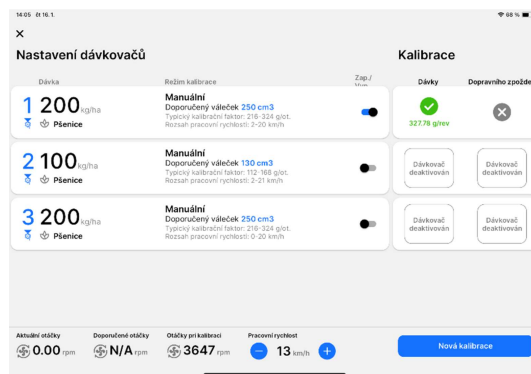 14:05 čt 16. 1.
68 %
Nastavení dávkovačů
Kalibrace
Dávka
Režim kalibrace
Zap./
Vyp.
Dávky
Dopravního zpožde
1 200 kg/ha
Pšenice
Manuální
Doporučený váleček 250 cm3
Typický kalibrační faktor: 216-324 g/ot.
Rozsah pracovní rychlosti: 2-20 km/h
327.79 g/rev
2 100 kg/ha
Pšenice
Manuální
Doporučený váleček 130 cm3
Typický kalibrační faktor: 112-168 g/ot.
Rozsah pracovní rychlosti: 2-21 km/h
Dávkovač
deaktivován
Dávkovač
deaktivován
3 200 kg/ha
Pšenice
Manuální
Doporučený váleček 250 cm3
Typický kalibrační faktor: 216-324 g/ot.
Rozsah pracovní rychlosti: 0-20 km/h
Dávkovač
deaktivován
Dávkovač
deaktivován
Aktuální otáčky
0.00 rpm
Doporučené otáčky
N/A rpm
Otáčky při kalibraci
3647 rpm
Pracovní rychlost
13 km/h
Nová kalibrace